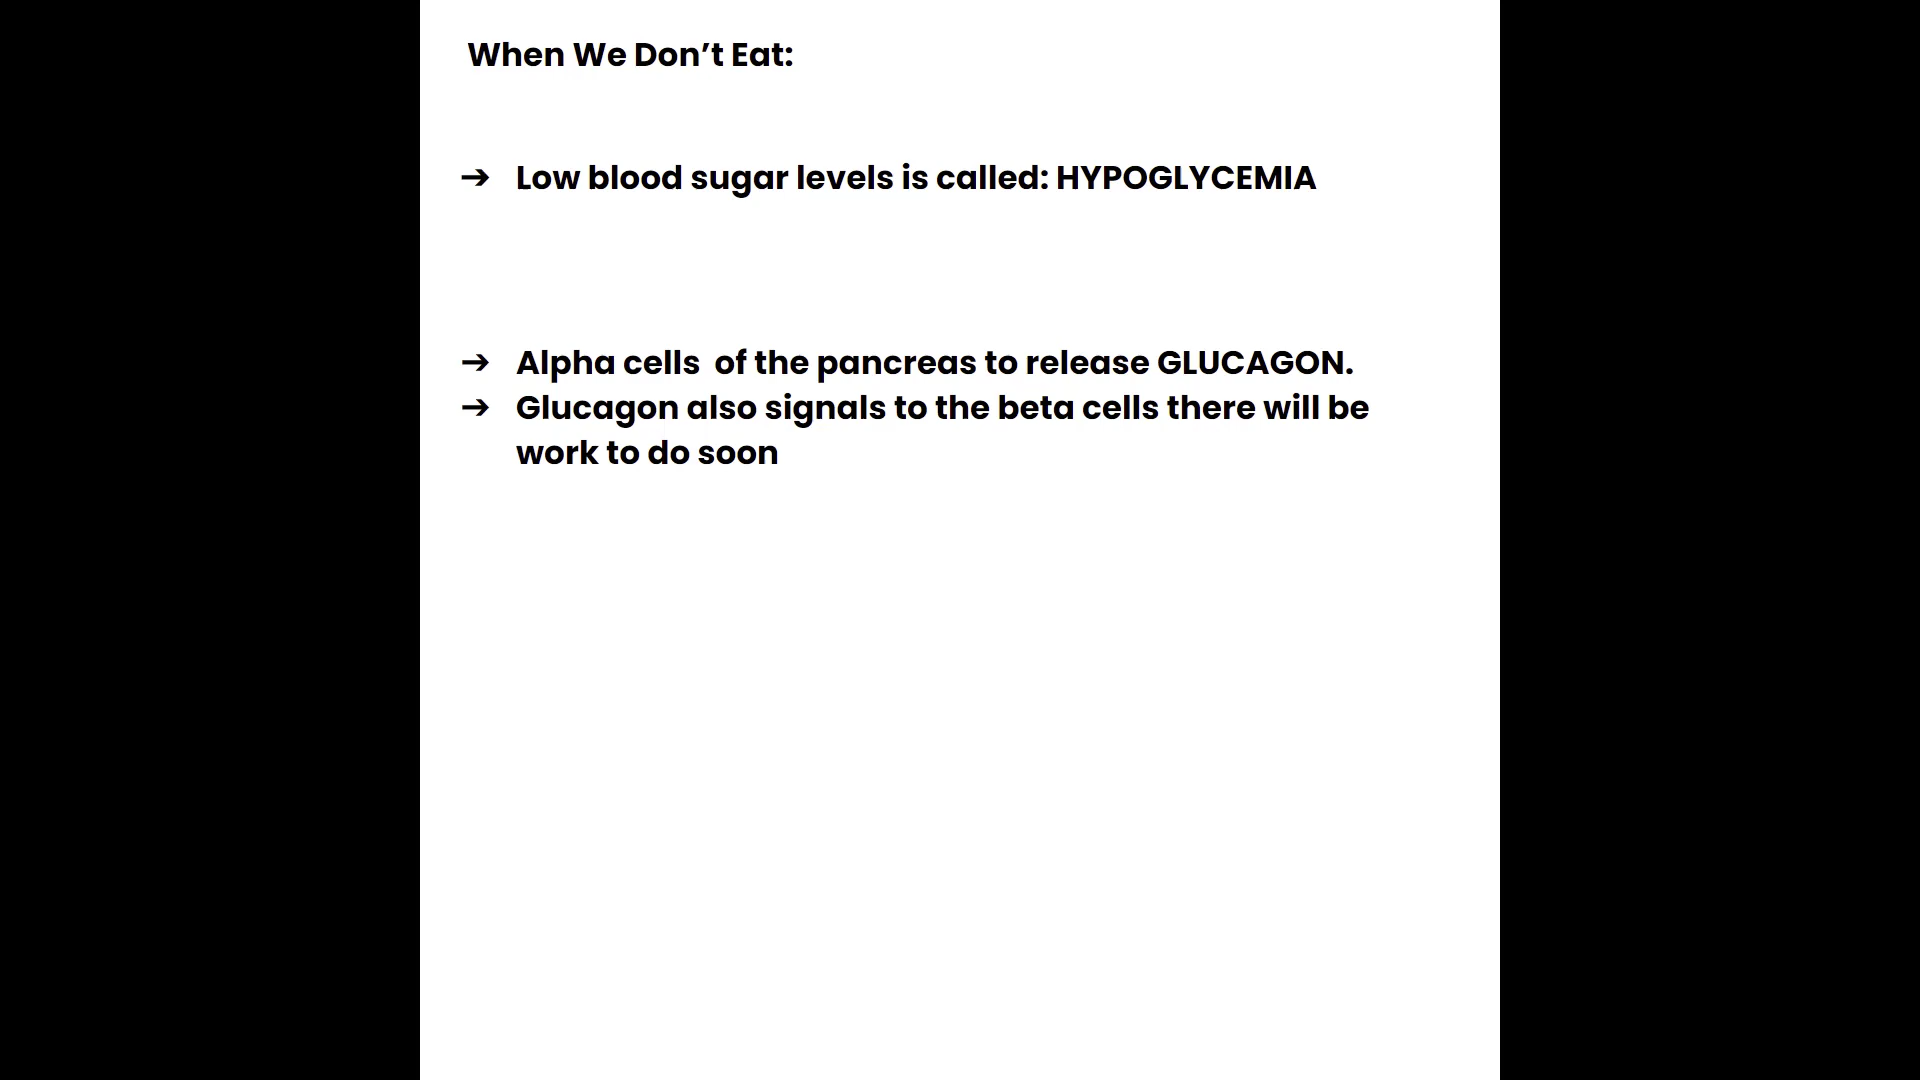 When We Don’t Eat:
➔ Low blood sugar levels is called: HYPOGLYCEMIA
➔ Alpha cells  of the pancreas to release GLUCAGON.
➔ Glucagon also signals to the beta cells there will be
work to do soon